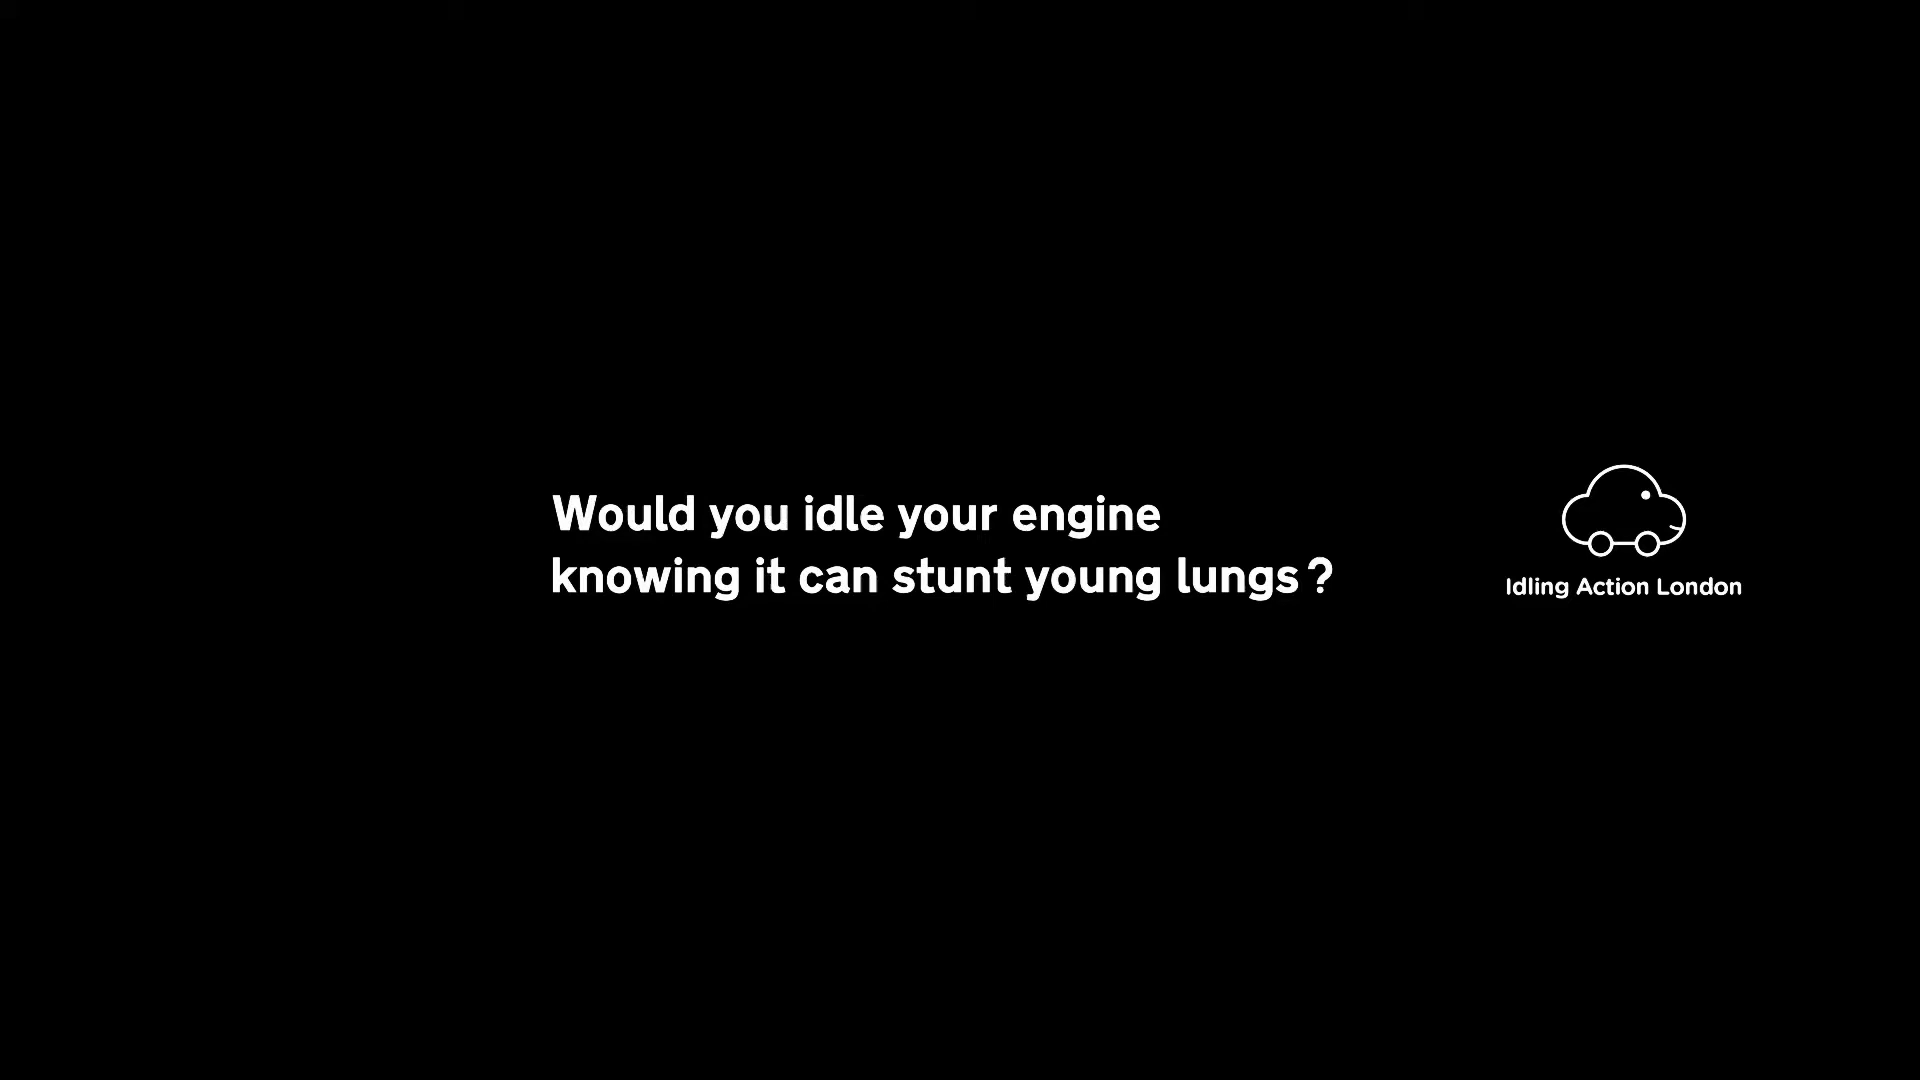 Would you idle your engine
knowing it can stunt young lungs?
Idling Action London